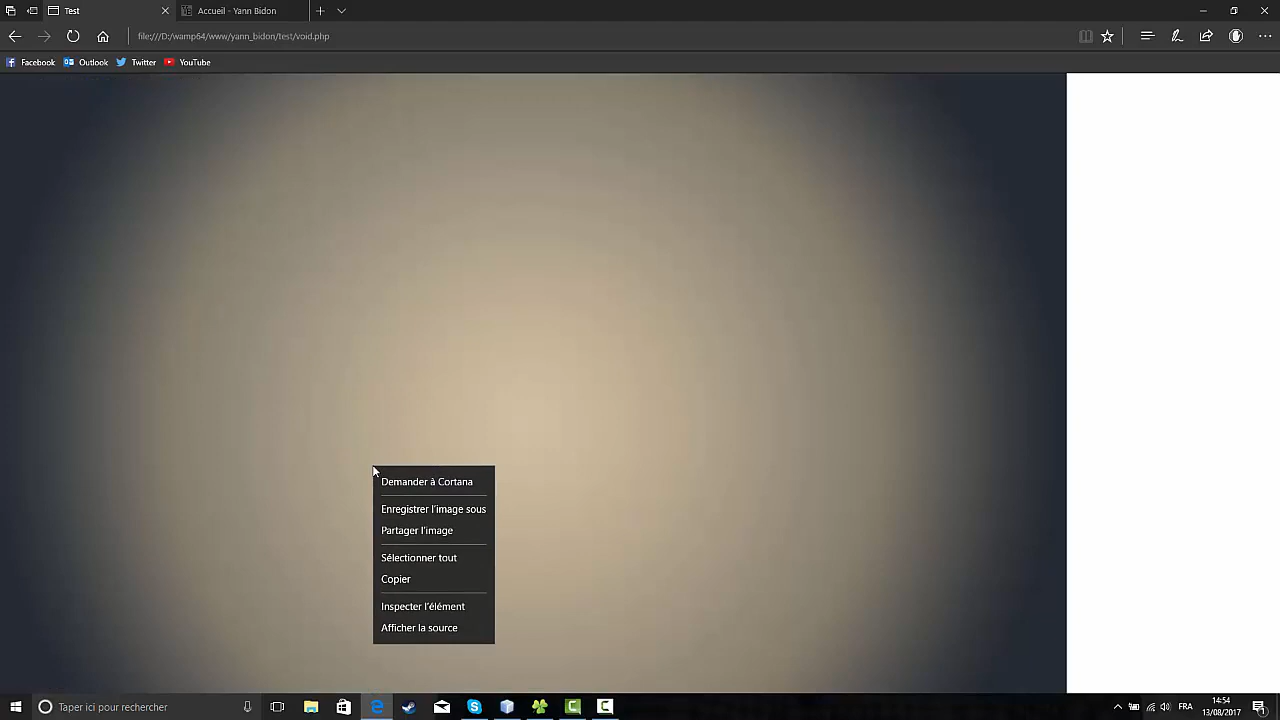 Test
Accueil - Yann Bidon
file:///D:/wamp64/www/yann_bidon/test/void.php
Facebook
Outlook
Twitter
YouTube
Demander à Cortana
Enregistrer l'image sous
Partager l'image
Sélectionner tout
Copier
Inspecter l'élément
Afficher la source
Taper ici pour rechercher
FRA
14:54
13/08/2017